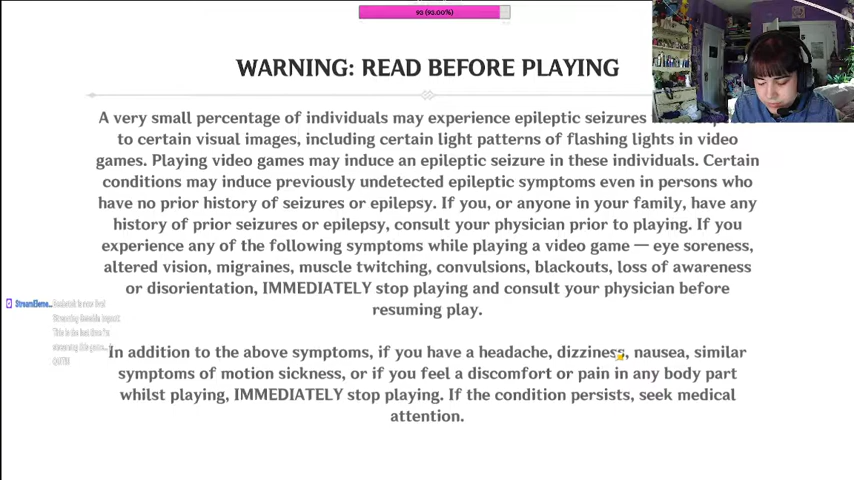 93 (93.00%)
WARNING: READ BEFORE PLAYING
A very small percentage of individuals may experience epileptic seizures
to certain visual images, including certain light patterns of flashing lights in video
games. Playing video games may induce an epileptic seizure in these individuals. Certain
conditions may induce previously undetected epileptic symptoms even in persons who
have no prior history of seizures or epilepsy. If you, or anyone in your family, have any
history of prior seizures or epilepsy, consult your physician prior to playing. If you
experience any of the following symptoms while playing a video game — eye soreness,
altered vision, migraines, muscle twitching, convulsions, blackouts, loss of awareness
or disorientation, IMMEDIATELY stop playing and consult your physician before
resuming play.
StreamEleme...
In addition to the above symptoms, if you have a headache, dizziness, nausea, similar
symptoms of motion sickness, or if you feel a discomfort or pain in any body part
whilst playing, IMMEDIATELY stop playing. If the condition persists, seek medical
attention.